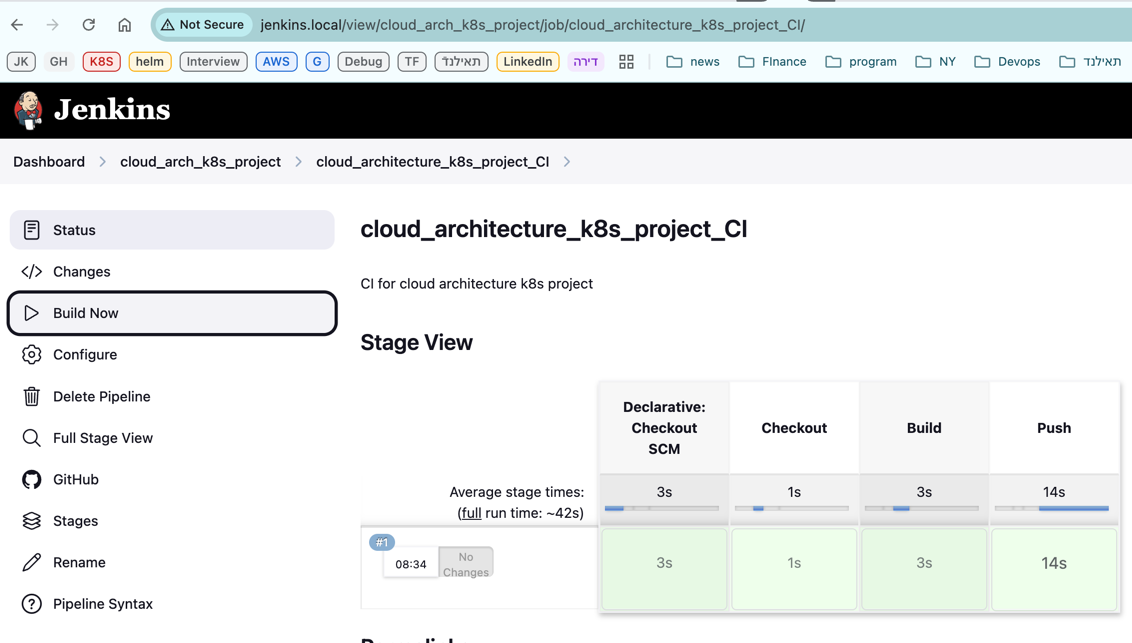 Not Secure jenkins.local/view/cloud_arch_k8s_project/job/cloud_architecture_k8s_project_CI/
JK GH K8S helm Interview AWS G Debug TF תאילנד LinkedIn דירה news FInance program NY Devops תאילנד
Jenkins
Dashboard cloud_arch_k8s_project cloud_architecture_k8s_project_CI
Status
Changes
Build Now
Configure
Delete Pipeline
Full Stage View
GitHub
Stages
Rename
Pipeline Syntax
cloud_architecture_k8s_project_CI
CI for cloud architecture k8s project
Stage View
Declarative:
Checkout
SCM
Checkout
Build
Push
Average stage times:
(full run time: ~42s)
3s 1s 3s 14s
#1
08:34
No
Changes
3s 1s 3s 14s